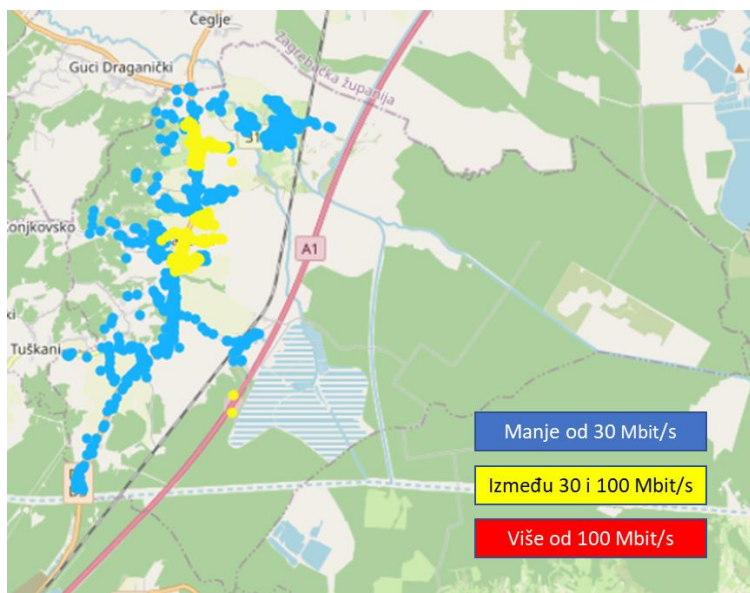 Čeglje
Guci Draganički
Zagrebačka županija
A1
Tuškani
Manje od 30 Mbit/s
Između 30 i 100 Mbit/s
Više od 100 Mbit/s